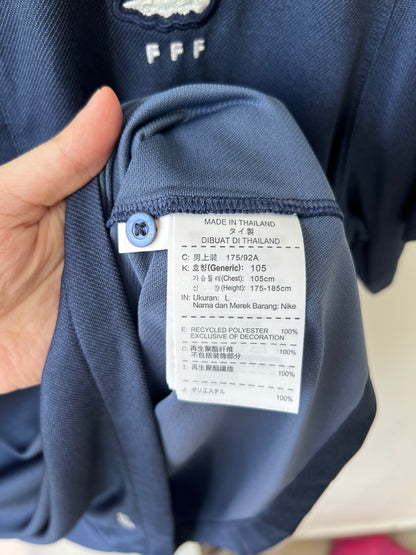 FFF
MADE IN THAILAND
タイ製
DIBUAT DI THAILAND
C: 男上装 175/92A
K: 호칭(Generic): 105
가슴둘레(Chest): 105cm
신 장(Height): 175-185cm
IN: Ukuran: L
Nama dan Merek Barang: Nike
E: RECYCLED POLYESTER 100%
EXCLUSIVE OF DECORATION
C: 再生聚酯纤维 100%
不包括装饰部分
T: 再生聚酯纖維 100%
J: ポリエステル 100%